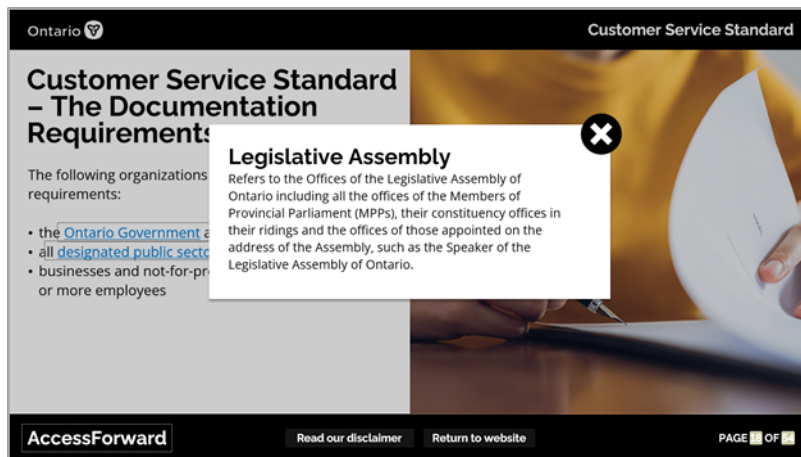 Ontario
Customer Service Standard
Customer Service Standard
– The Documentation
Requirements
The following organizations
requirements:
• the Ontario Government a
• all designated public secto
• businesses and not-for-pr
or more employees
Legislative Assembly
Refers to the Offices of the Legislative Assembly of
Ontario including all the offices of the Members of
Provincial Parliament (MPPs), their constituency offices in
their ridings and the offices of those appointed on the
address of the Assembly, such as the Speaker of the
Legislative Assembly of Ontario.
AccessForward
Read our disclaimer
Return to website
PAGE 18 OF 54